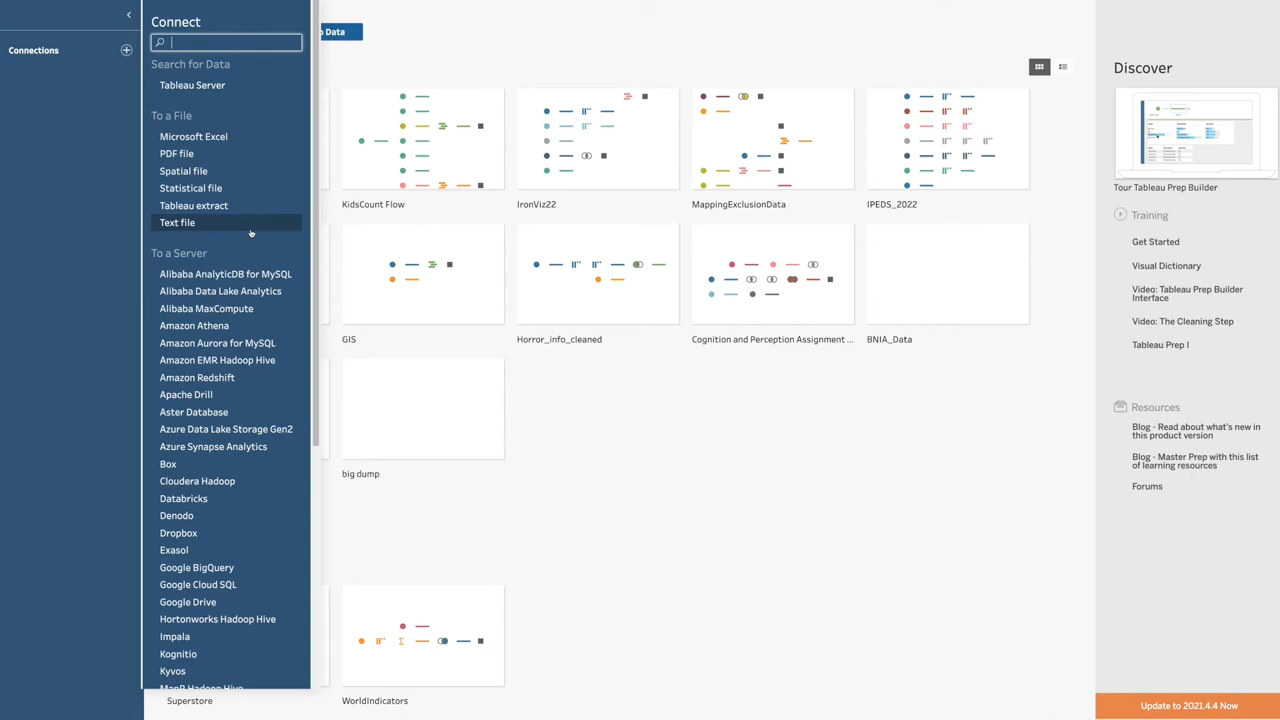 Connections
Connect
Search for Data
Tableau Server
To a File
Microsoft Excel
PDF file
Spatial file
Statistical file
Tableau extract
Text file
To a Server
Alibaba AnalyticDB for MySQL
Alibaba Data Lake Analytics
Alibaba MaxCompute
Amazon Athena
Amazon Aurora for MySQL
Amazon EMR Hadoop Hive
Amazon Redshift
Apache Drill
Aster Database
Azure Data Lake Storage Gen2
Azure Synapse Analytics
Box
Cloudera Hadoop
Databricks
Denodo
Dropbox
Exasol
Google BigQuery
Google Cloud SQL
Google Drive
Hortonworks Hadoop Hive
Impala
Kognitio
Kyvos
MapR Hadoop Hive
Data
KidsCount Flow
IronViz22
MappingExclusionData
IPEDS_2022
GIS
Horror_info_cleaned
Cognition and Perception Assignment ...
BNIA_Data
big dump
Superstore
WorldIndicators
Discover
Tour Tableau Prep Builder
Training
Get Started
Visual Dictionary
Video: Tableau Prep Builder
Interface
Video: The Cleaning Step
Tableau Prep I
Resources
Blog - Read about what's new in
this product version
Blog - Master Prep with this list
of learning resources
Forums
Update to 2021.4.4 Now